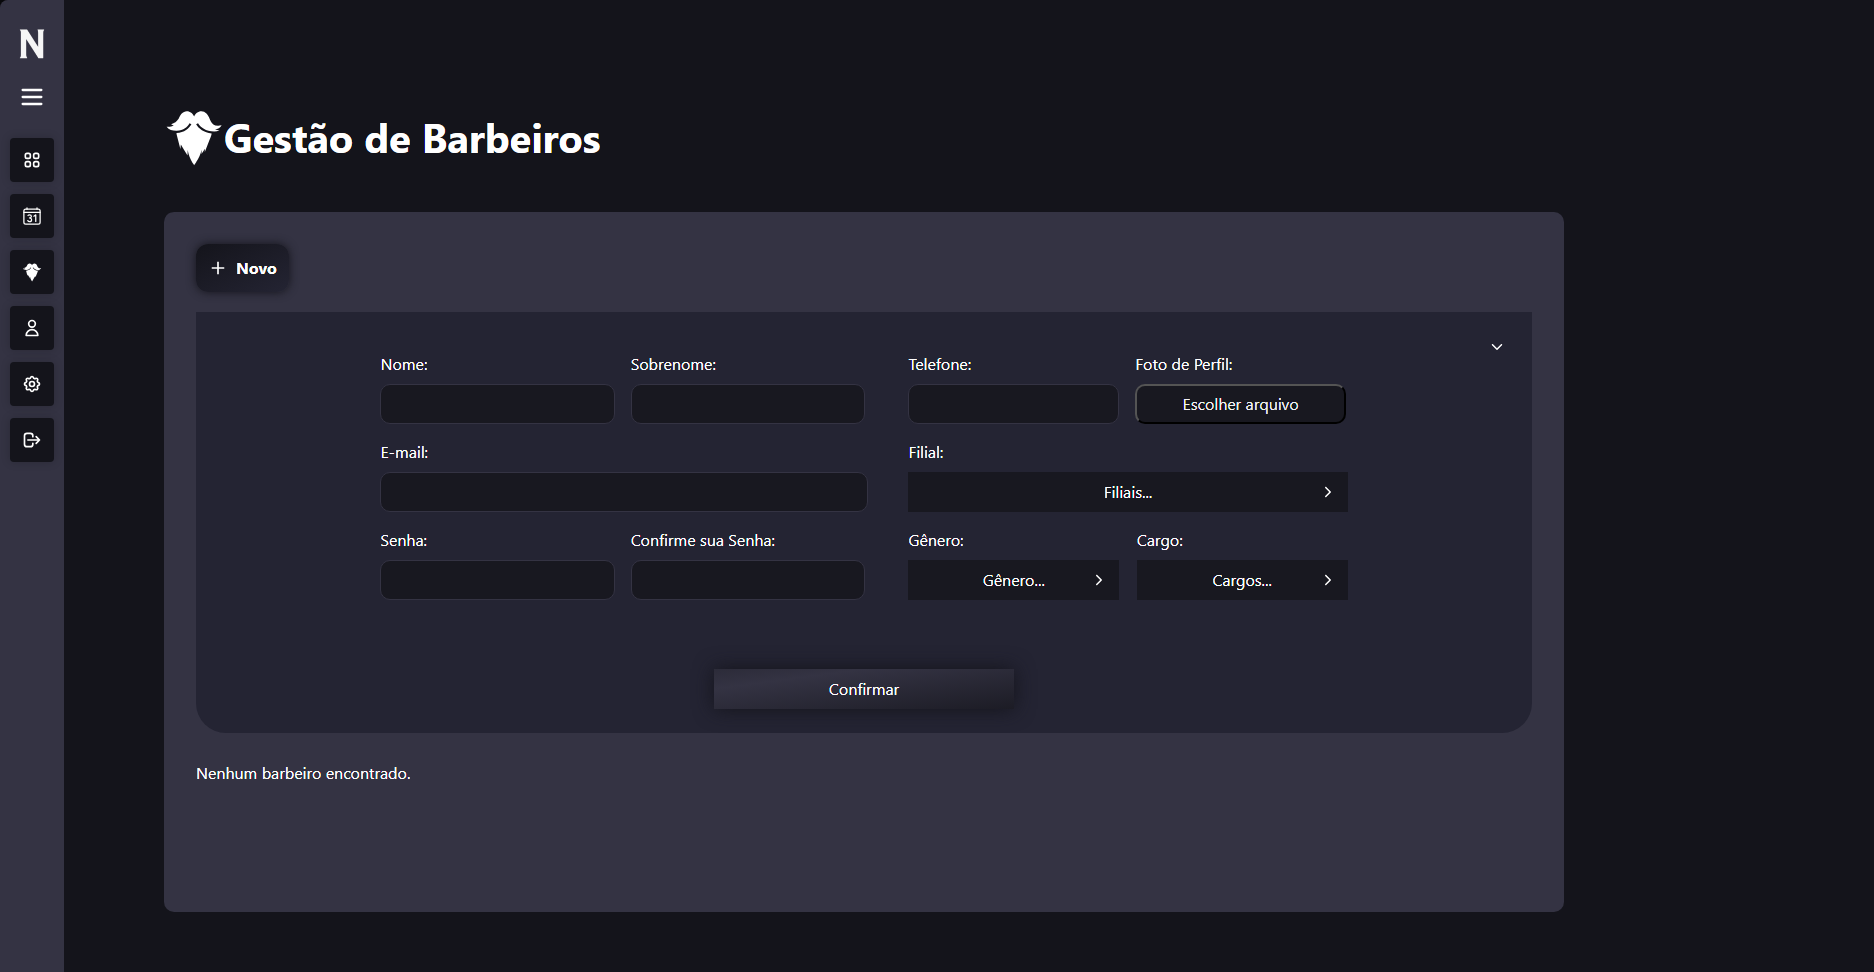 N
31
Gestão de Barbeiros
+ Novo
Nome: Sobrenome: Telefone: Foto de Perfil:
Escolher arquivo
E-mail: Filial:
Filiais...
Senha: Confirme sua Senha: Gênero: Cargo:
Gênero... Cargos...
Confirmar
Nenhum barbeiro encontrado.